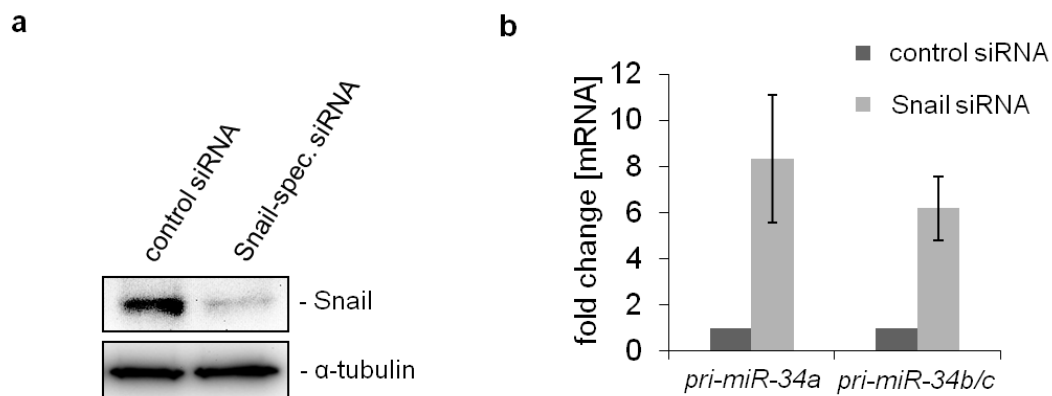 a
control siRNA
Snail-spec. siRNA
- Snail
- α-tubulin
b
control siRNA
Snail siRNA
fold change [mRNA]
12
10
8
6
4
2
0
pri-miR-34a
pri-miR-34b/c